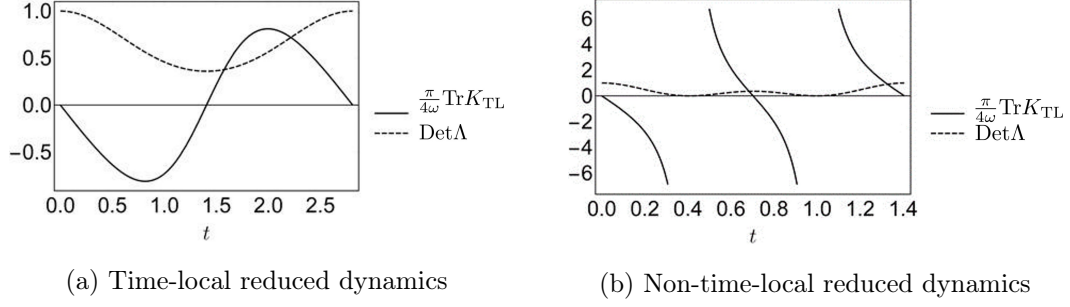 1.0
0.5
0.0
−0.5
0.0 0.5 1.0 1.5 2.0 2.5
t
π/4ω TrK_TL
DetΛ
(a) Time-local reduced dynamics
6
4
2
0
−2
−4
−6
0.0 0.2 0.4 0.6 0.8 1.0 1.2 1.4
t
π/4ω TrK_TL
DetΛ
(b) Non-time-local reduced dynamics